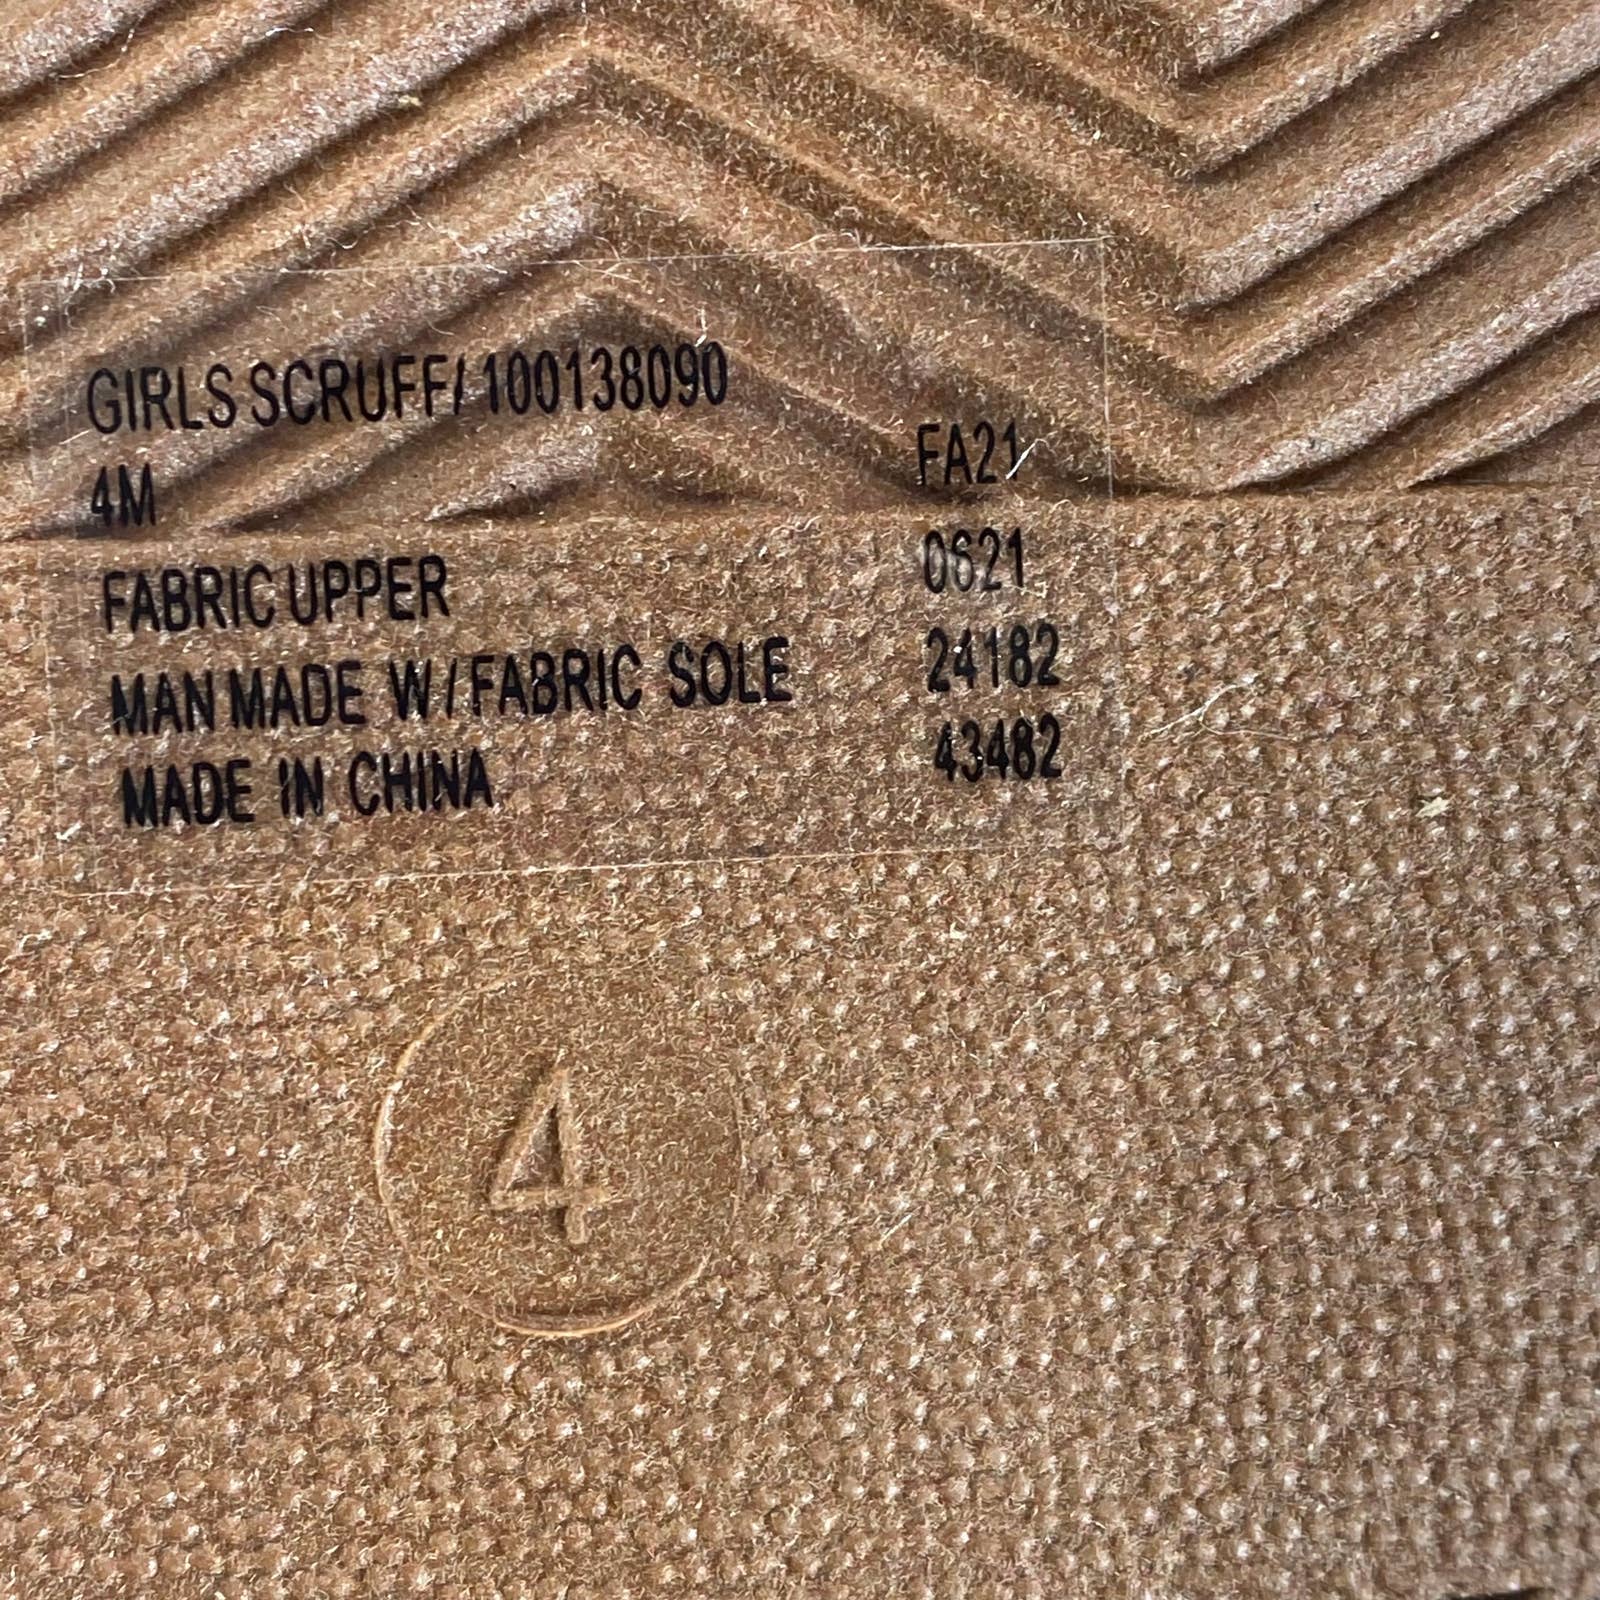 GIRLS SCRUFF/ 100138090
4M FA21
FABRIC UPPER 0621
MAN MADE W/FABRIC SOLE 24182
MADE IN CHINA 43482
4